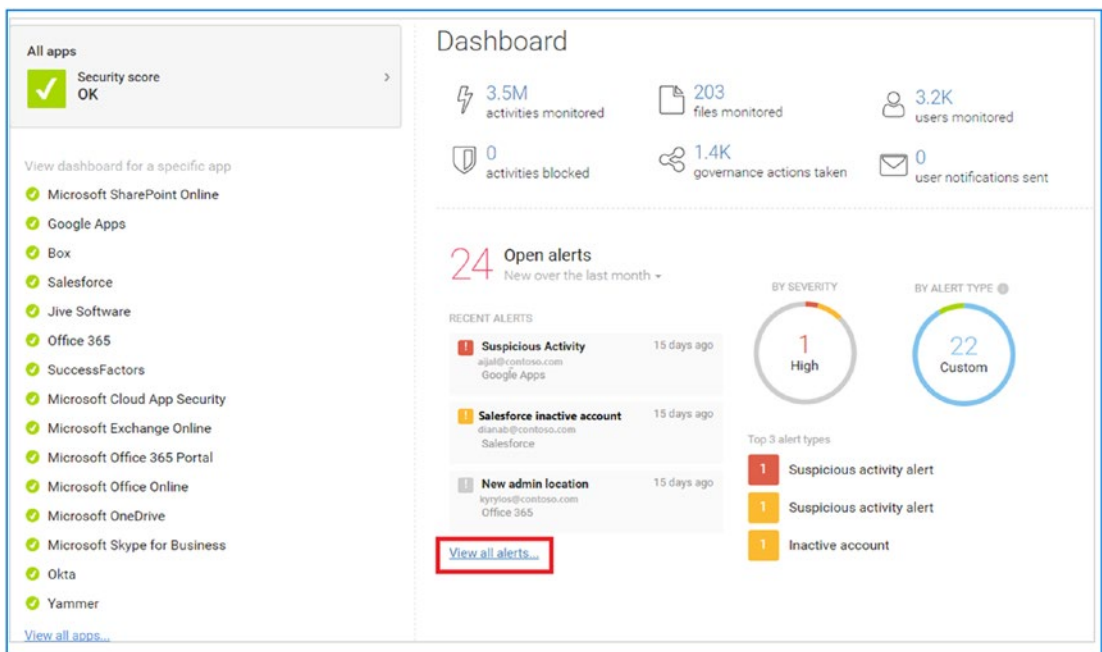 All apps
Security score
OK
View dashboard for a specific app
Microsoft SharePoint Online
Google Apps
Box
Salesforce
Jive Software
Office 365
SuccessFactors
Microsoft Cloud App Security
Microsoft Exchange Online
Microsoft Office 365 Portal
Microsoft Office Online
Microsoft OneDrive
Microsoft Skype for Business
Okta
Yammer
View all apps...
Dashboard
3.5M
activities monitored
203
files monitored
3.2K
users monitored
0
activities blocked
1.4K
governance actions taken
0
user notifications sent
24
Open alerts
New over the last month
RECENT ALERTS
Suspicious Activity
15 days ago
aijal@contoso.com
Google Apps
Salesforce inactive account
15 days ago
dianab@contoso.com
Salesforce
New admin location
15 days ago
kyrylos@contoso.com
Office 365
View all alerts...
BY SEVERITY
1
High
BY ALERT TYPE
22
Custom
Top 3 alert types
1 Suspicious activity alert
1 Suspicious activity alert
1 Inactive account